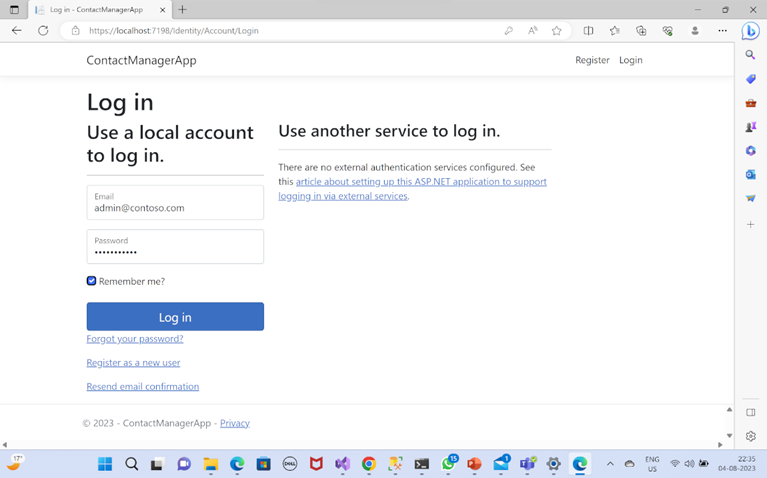 Log in - ContactManagerApp
https://localhost:7198/Identity/Account/Login
ContactManagerApp
Register Login
Log in
Use a local account
to log in.
Email
admin@contoso.com
Password
•••••••••••
Remember me?
Log in
Forgot your password?
Register as a new user
Resend email confirmation
Use another service to log in.
There are no external authentication services configured. See
this article about setting up this ASP.NET application to support
logging in via external services.
© 2023 - ContactManagerApp - Privacy
17°
DELL
15
1
ENG
US
22:35
04-08-2023